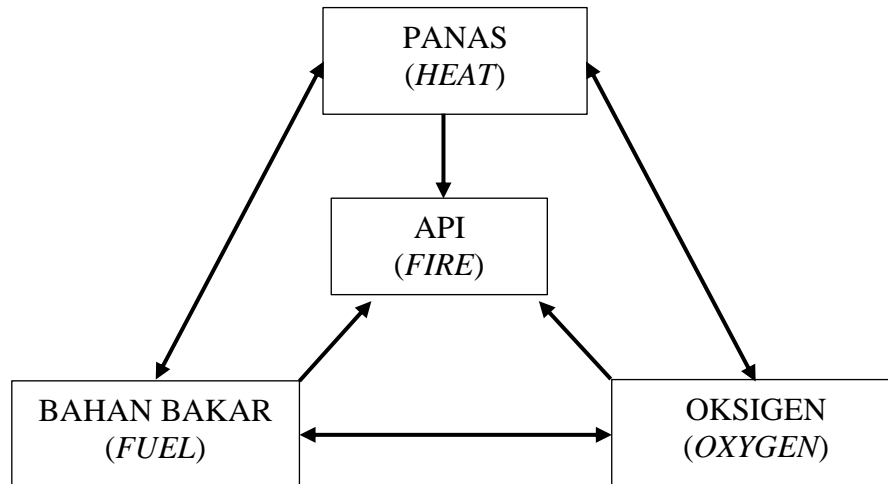 PANAS
(HEAT)
API
(FIRE)
BAHAN BAKAR
(FUEL)
OKSIGEN
(OXYGEN)